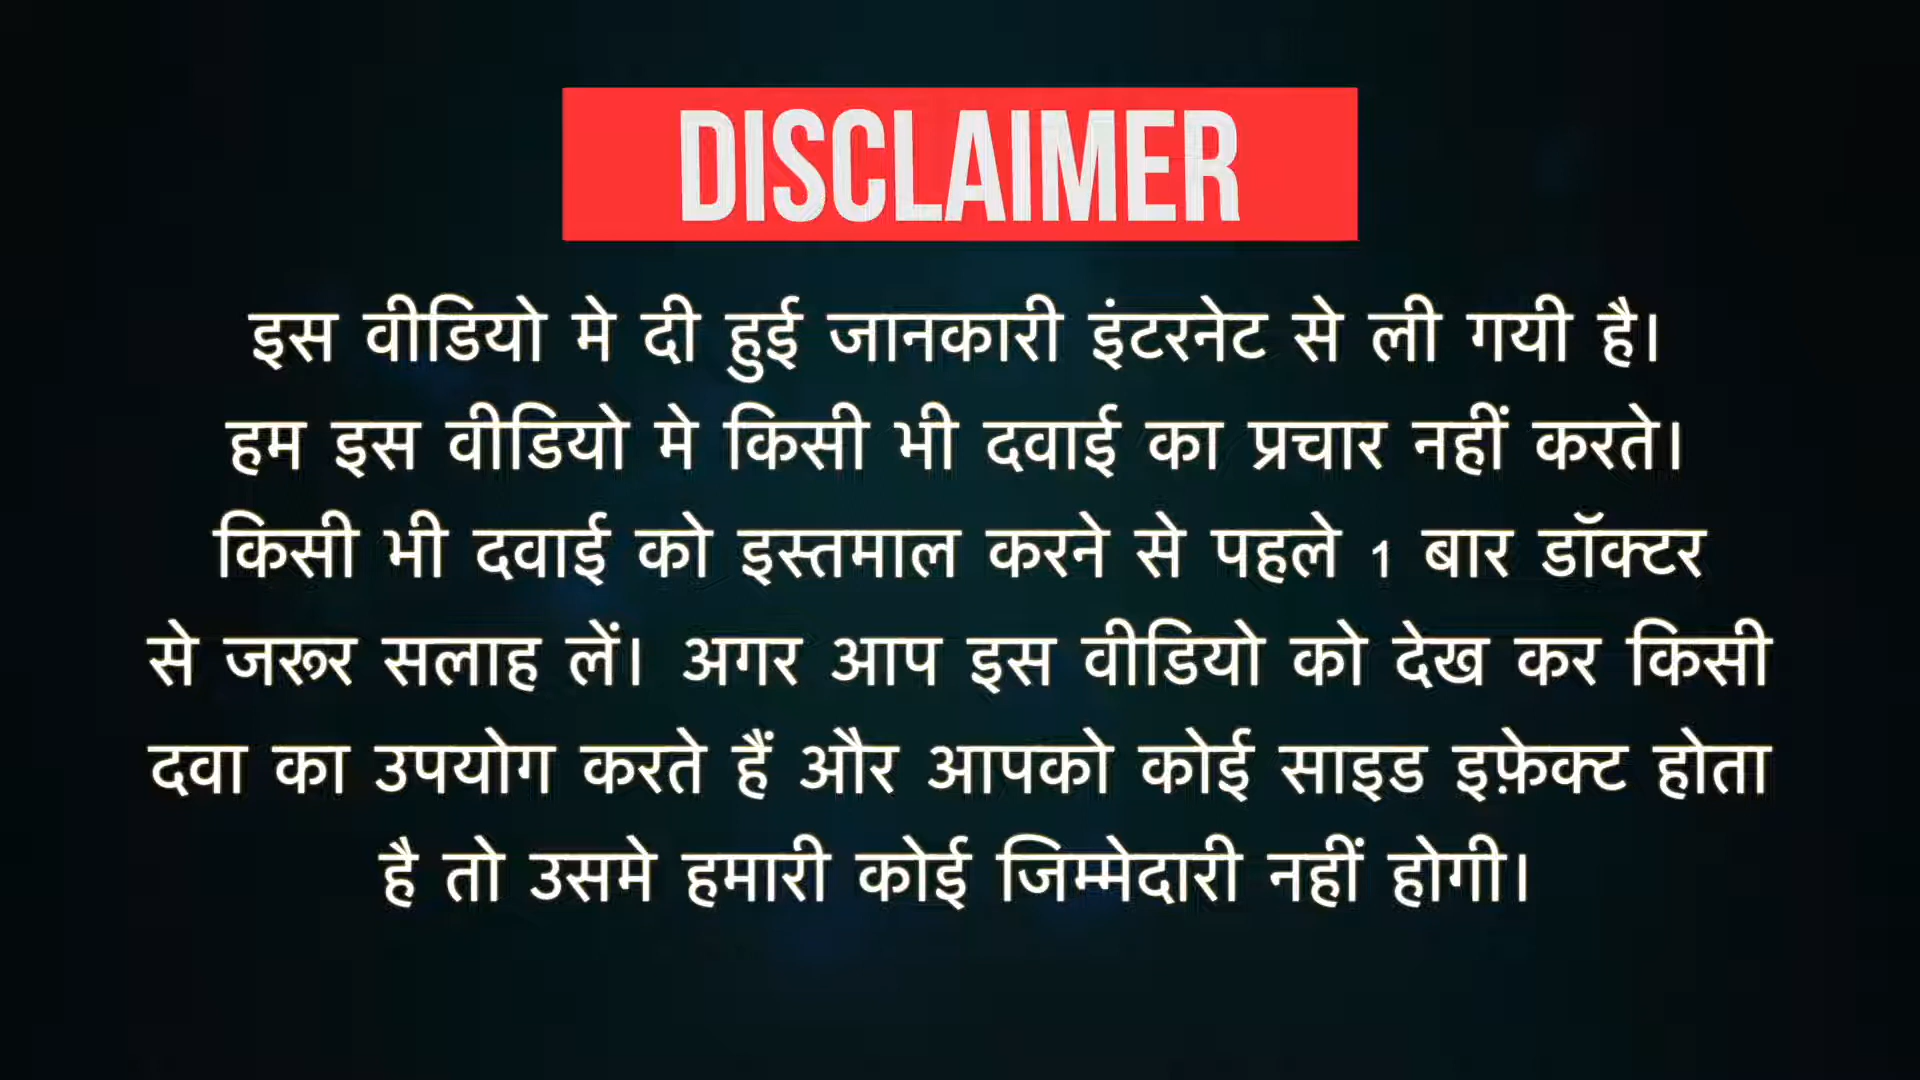 DISCLAIMER
इस वीडियो मे दी हुई जानकारी इंटरनेट से ली गयी है।
हम इस वीडियो मे किसी भी दवाई का प्रचार नहीं करते।
किसी भी दवाई को इस्तमाल करने से पहले 1 बार डॉक्टर
से जरूर सलाह लें। अगर आप इस वीडियो को देख कर किसी
दवा का उपयोग करते हैं और आपको कोई साइड इफ़ेक्ट होता
है तो उसमे हमारी कोई जिम्मेदारी नहीं होगी।